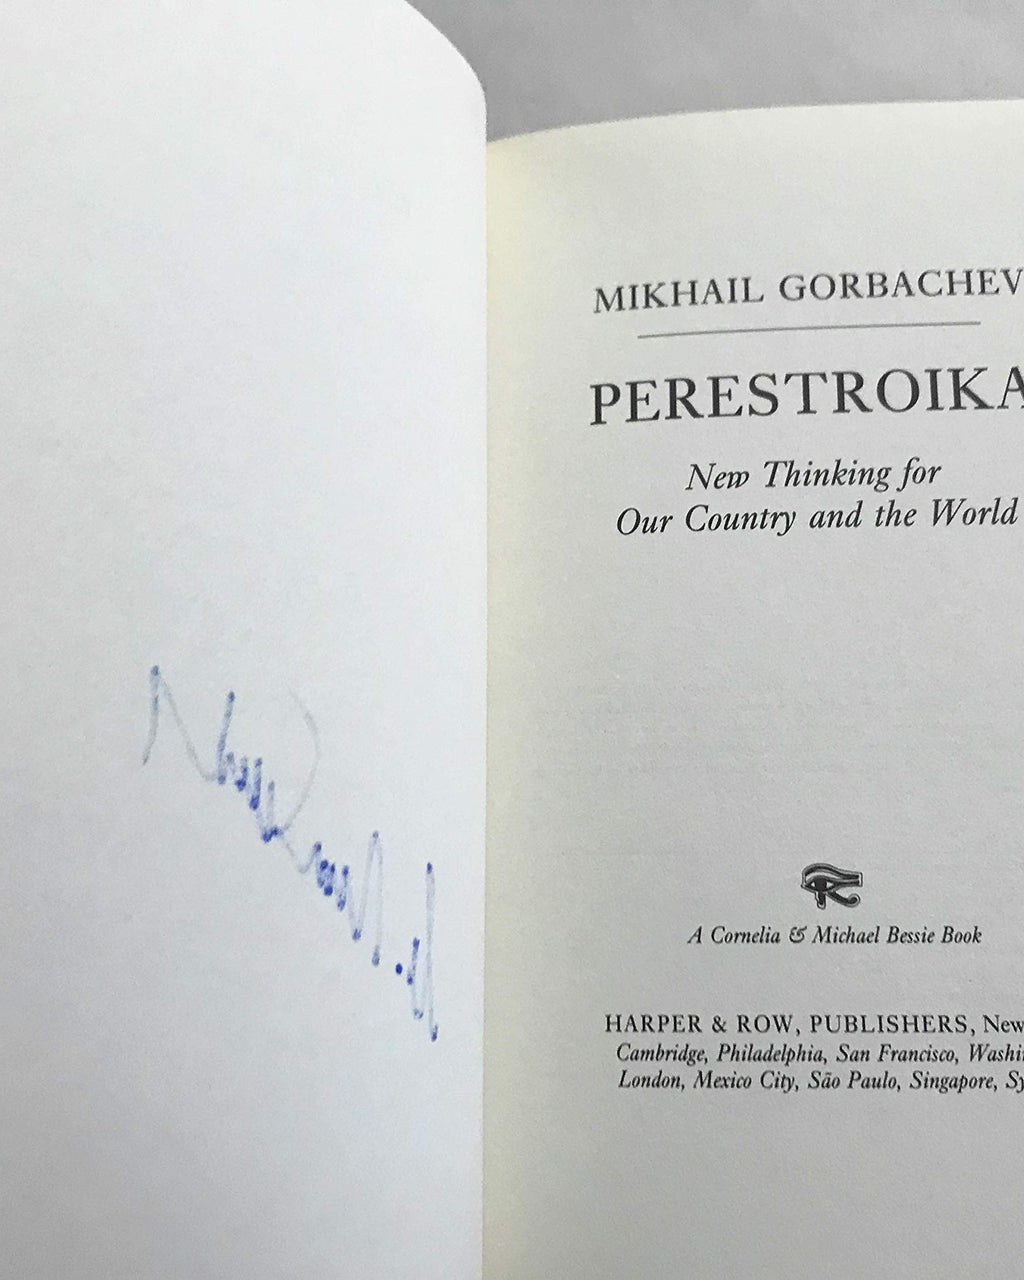 MIKHAIL GORBACHEV
PERESTROIKA
New Thinking for
Our Country and the World
A Cornelia & Michael Bessie Book
HARPER & ROW, PUBLISHERS, New
Cambridge, Philadelphia, San Francisco,
London, Mexico City, São Paulo, Singapore,